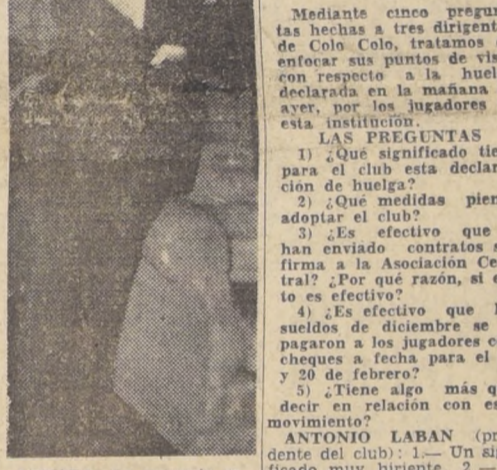 Mediante cinco pregun
tas hechas a tres dirigent
de Colo Colo, tratamos
enfocar sus puntos de vis
con respecto a la huel
declarada en la mañana
ayer, por los jugadores
esta institución.
LAS PREGUNTAS
1) ¿Qué significado tie
para el club esta declar
ción de huelga?
2) ¿Qué medidas pien
adoptar el club?
3) ¿Es efectivo que
han enviado contratos s
firma a la Asociación Ce
tral? ¿Por qué razón, si e
to es efectivo?
4) ¿Es efectivo que l
sueldos de diciembre se
pagaron a los jugadores co
cheques a fecha para el
y 20 de febrero?
5) ¿Tiene algo más q
decir en relación con es
movimiento?
ANTONIO LABAN (pr
dente del club): 1.— Un si
ficado muy hiriente. 2.—